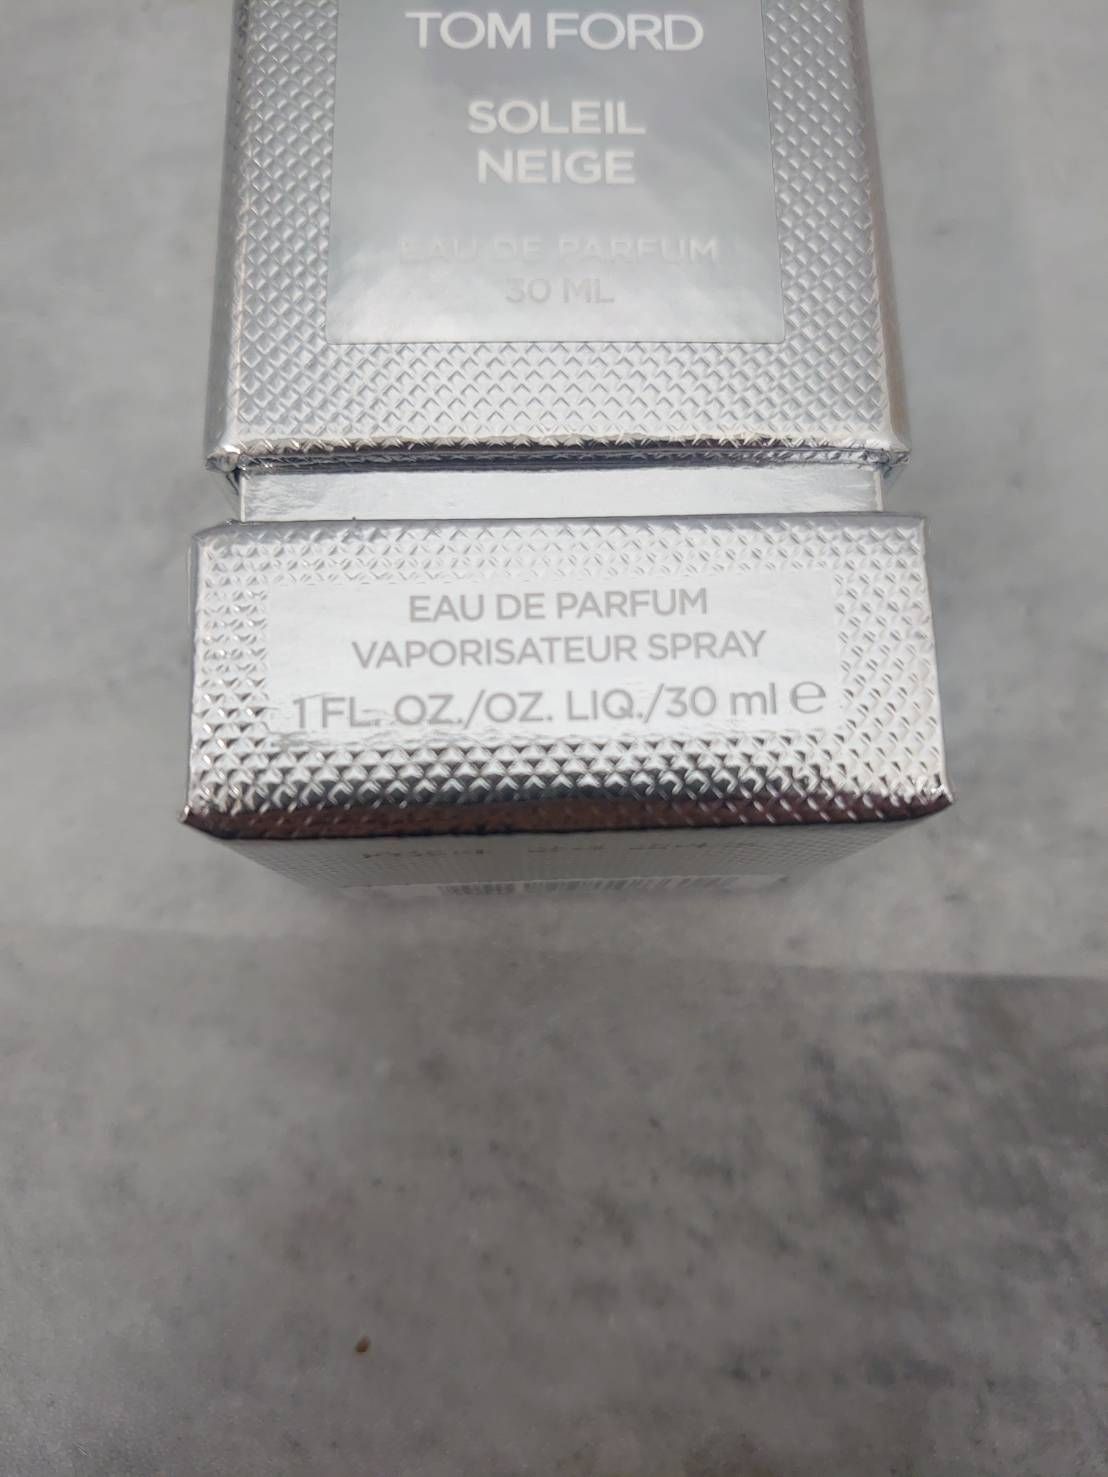 TOM FORD
SOLEIL
NEIGE
EAU DE PARFUM
30 ML
EAU DE PARFUM
VAPORISATEUR SPRAY
1 FL. OZ./OZ. LIQ./30 ml ℮